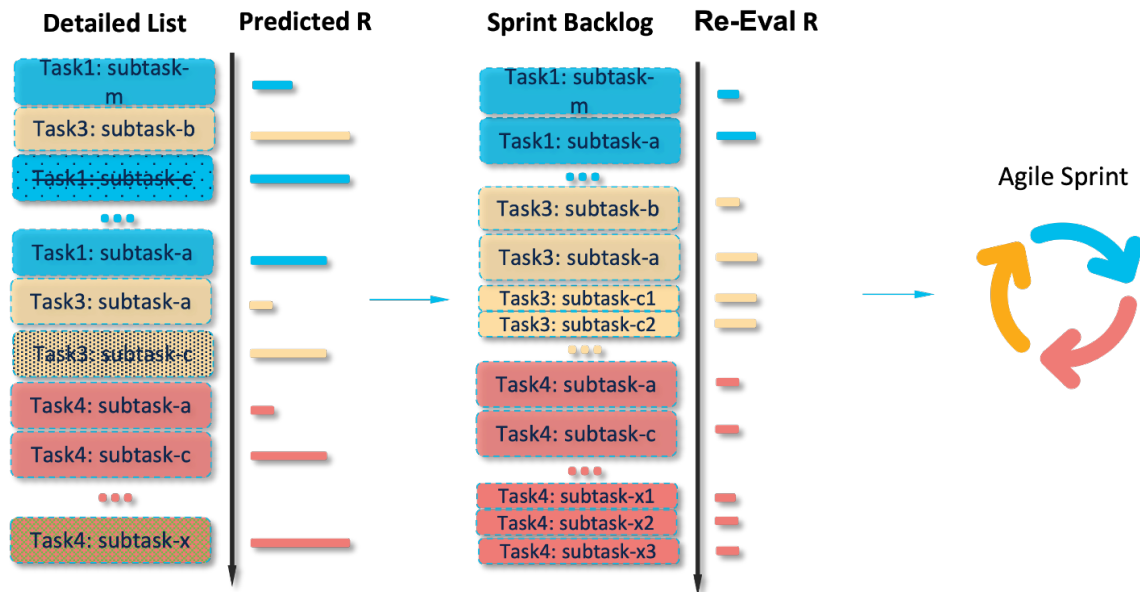 Detailed List
Predicted R
Task1: subtask-
m
Task3: subtask-b
Task1: subtask-c
Task1: subtask-a
Task3: subtask-a
Task3: subtask-c
Task4: subtask-a
Task4: subtask-c
Task4: subtask-x
Sprint Backlog
Re-Eval R
Task1: subtask-
m
Task1: subtask-a
Task3: subtask-b
Task3: subtask-a
Task3: subtask-c1
Task3: subtask-c2
Task4: subtask-a
Task4: subtask-c
Task4: subtask-x1
Task4: subtask-x2
Task4: subtask-x3
Agile Sprint